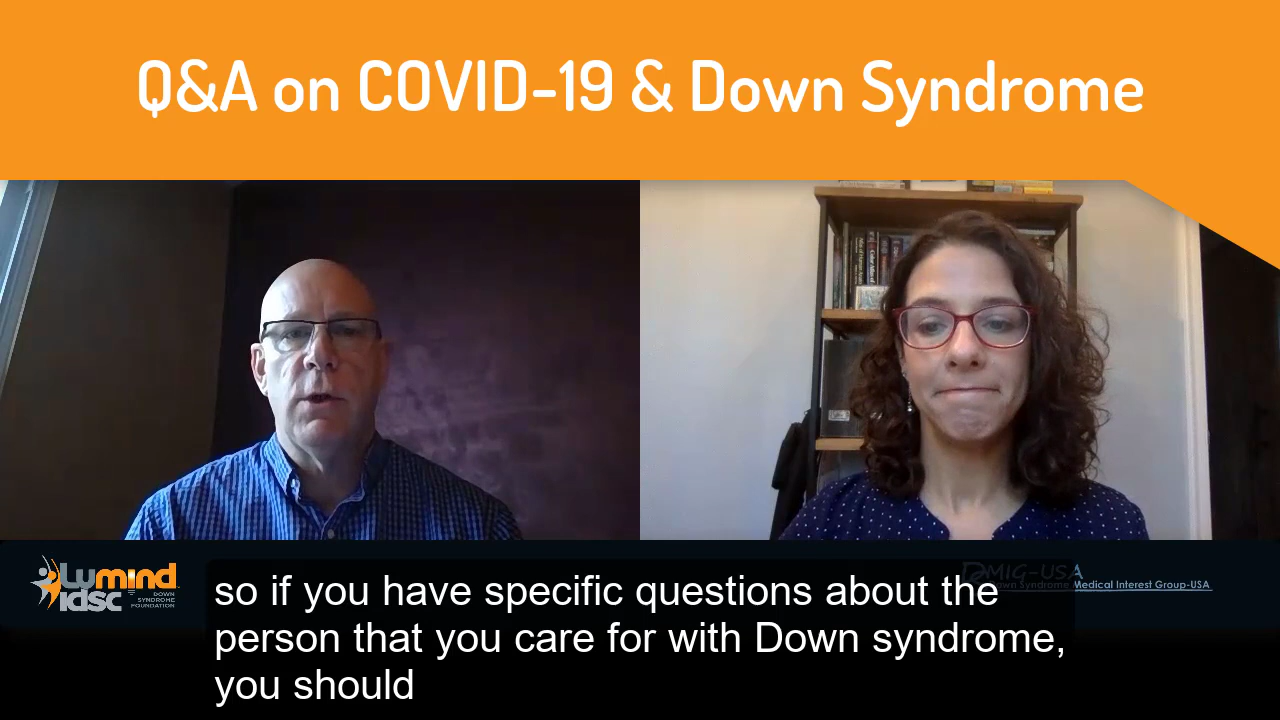 Q&A on COVID-19 & Down Syndrome
Lumind
idsc
DOWN
SYNDROME
FOUNDATION
DMIG-USA
Down Syndrome Medical Interest Group-USA
so if you have specific questions about the
person that you care for with Down syndrome,
you should